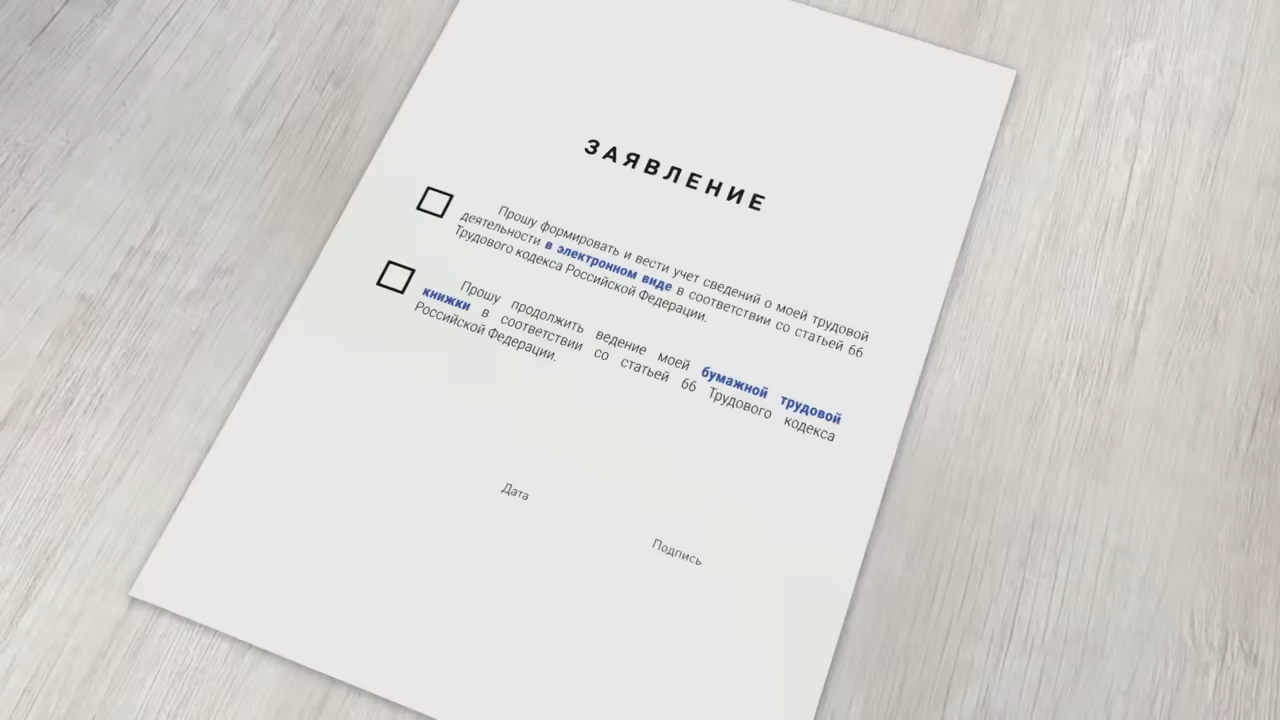 ЗАЯВЛЕНИЕ
Прошу формировать и вести учет сведений о моей трудовой
деятельности в электронном виде в соответствии со статьей 66
Трудового кодекса Российской Федерации.
Прошу продолжить ведение моей бумажной трудовой
книжки в соответствии со статьей 66 Трудового кодекса
Российской Федерации.
Дата
Подпись